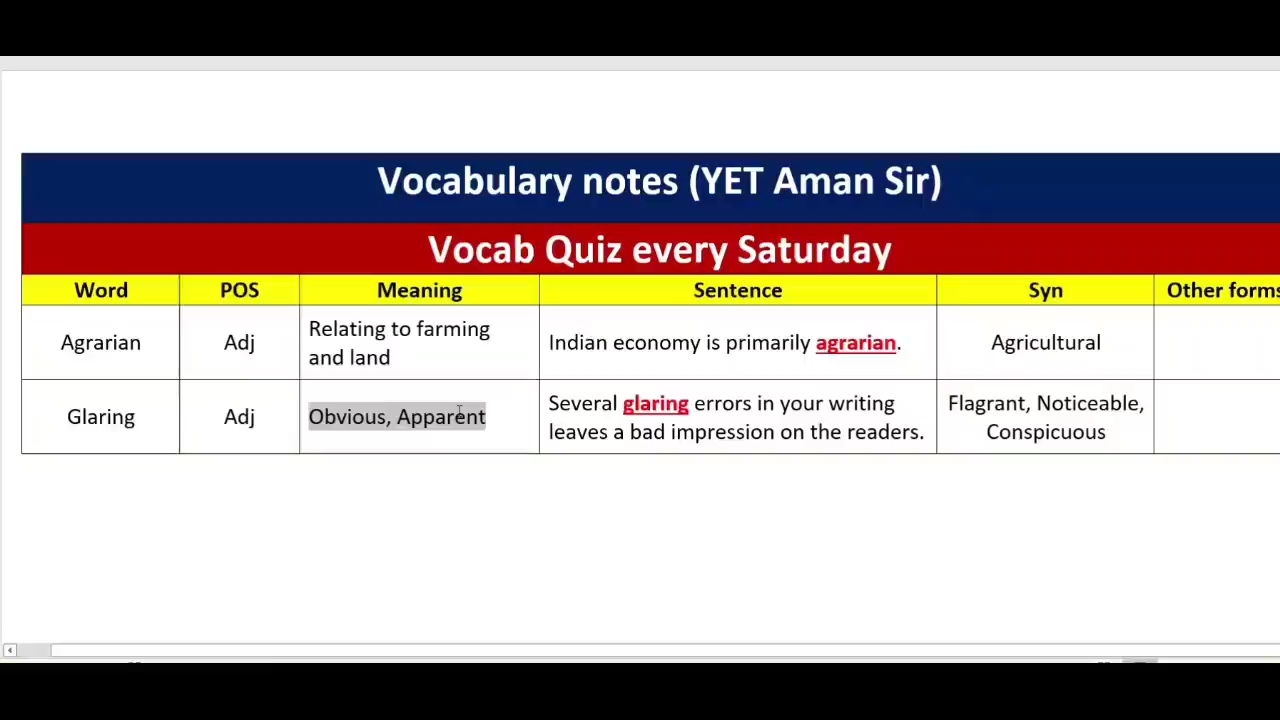 Vocabulary notes (YET Aman Sir)
Vocab Quiz every Saturday
Word POS Meaning Sentence Syn Other forms
Agrarian Adj Relating to farming and land Indian economy is primarily agrarian. Agricultural
Glaring Adj Obvious, Apparent Several glaring errors in your writing leaves a bad impression on the readers. Flagrant, Noticeable, Conspicuous